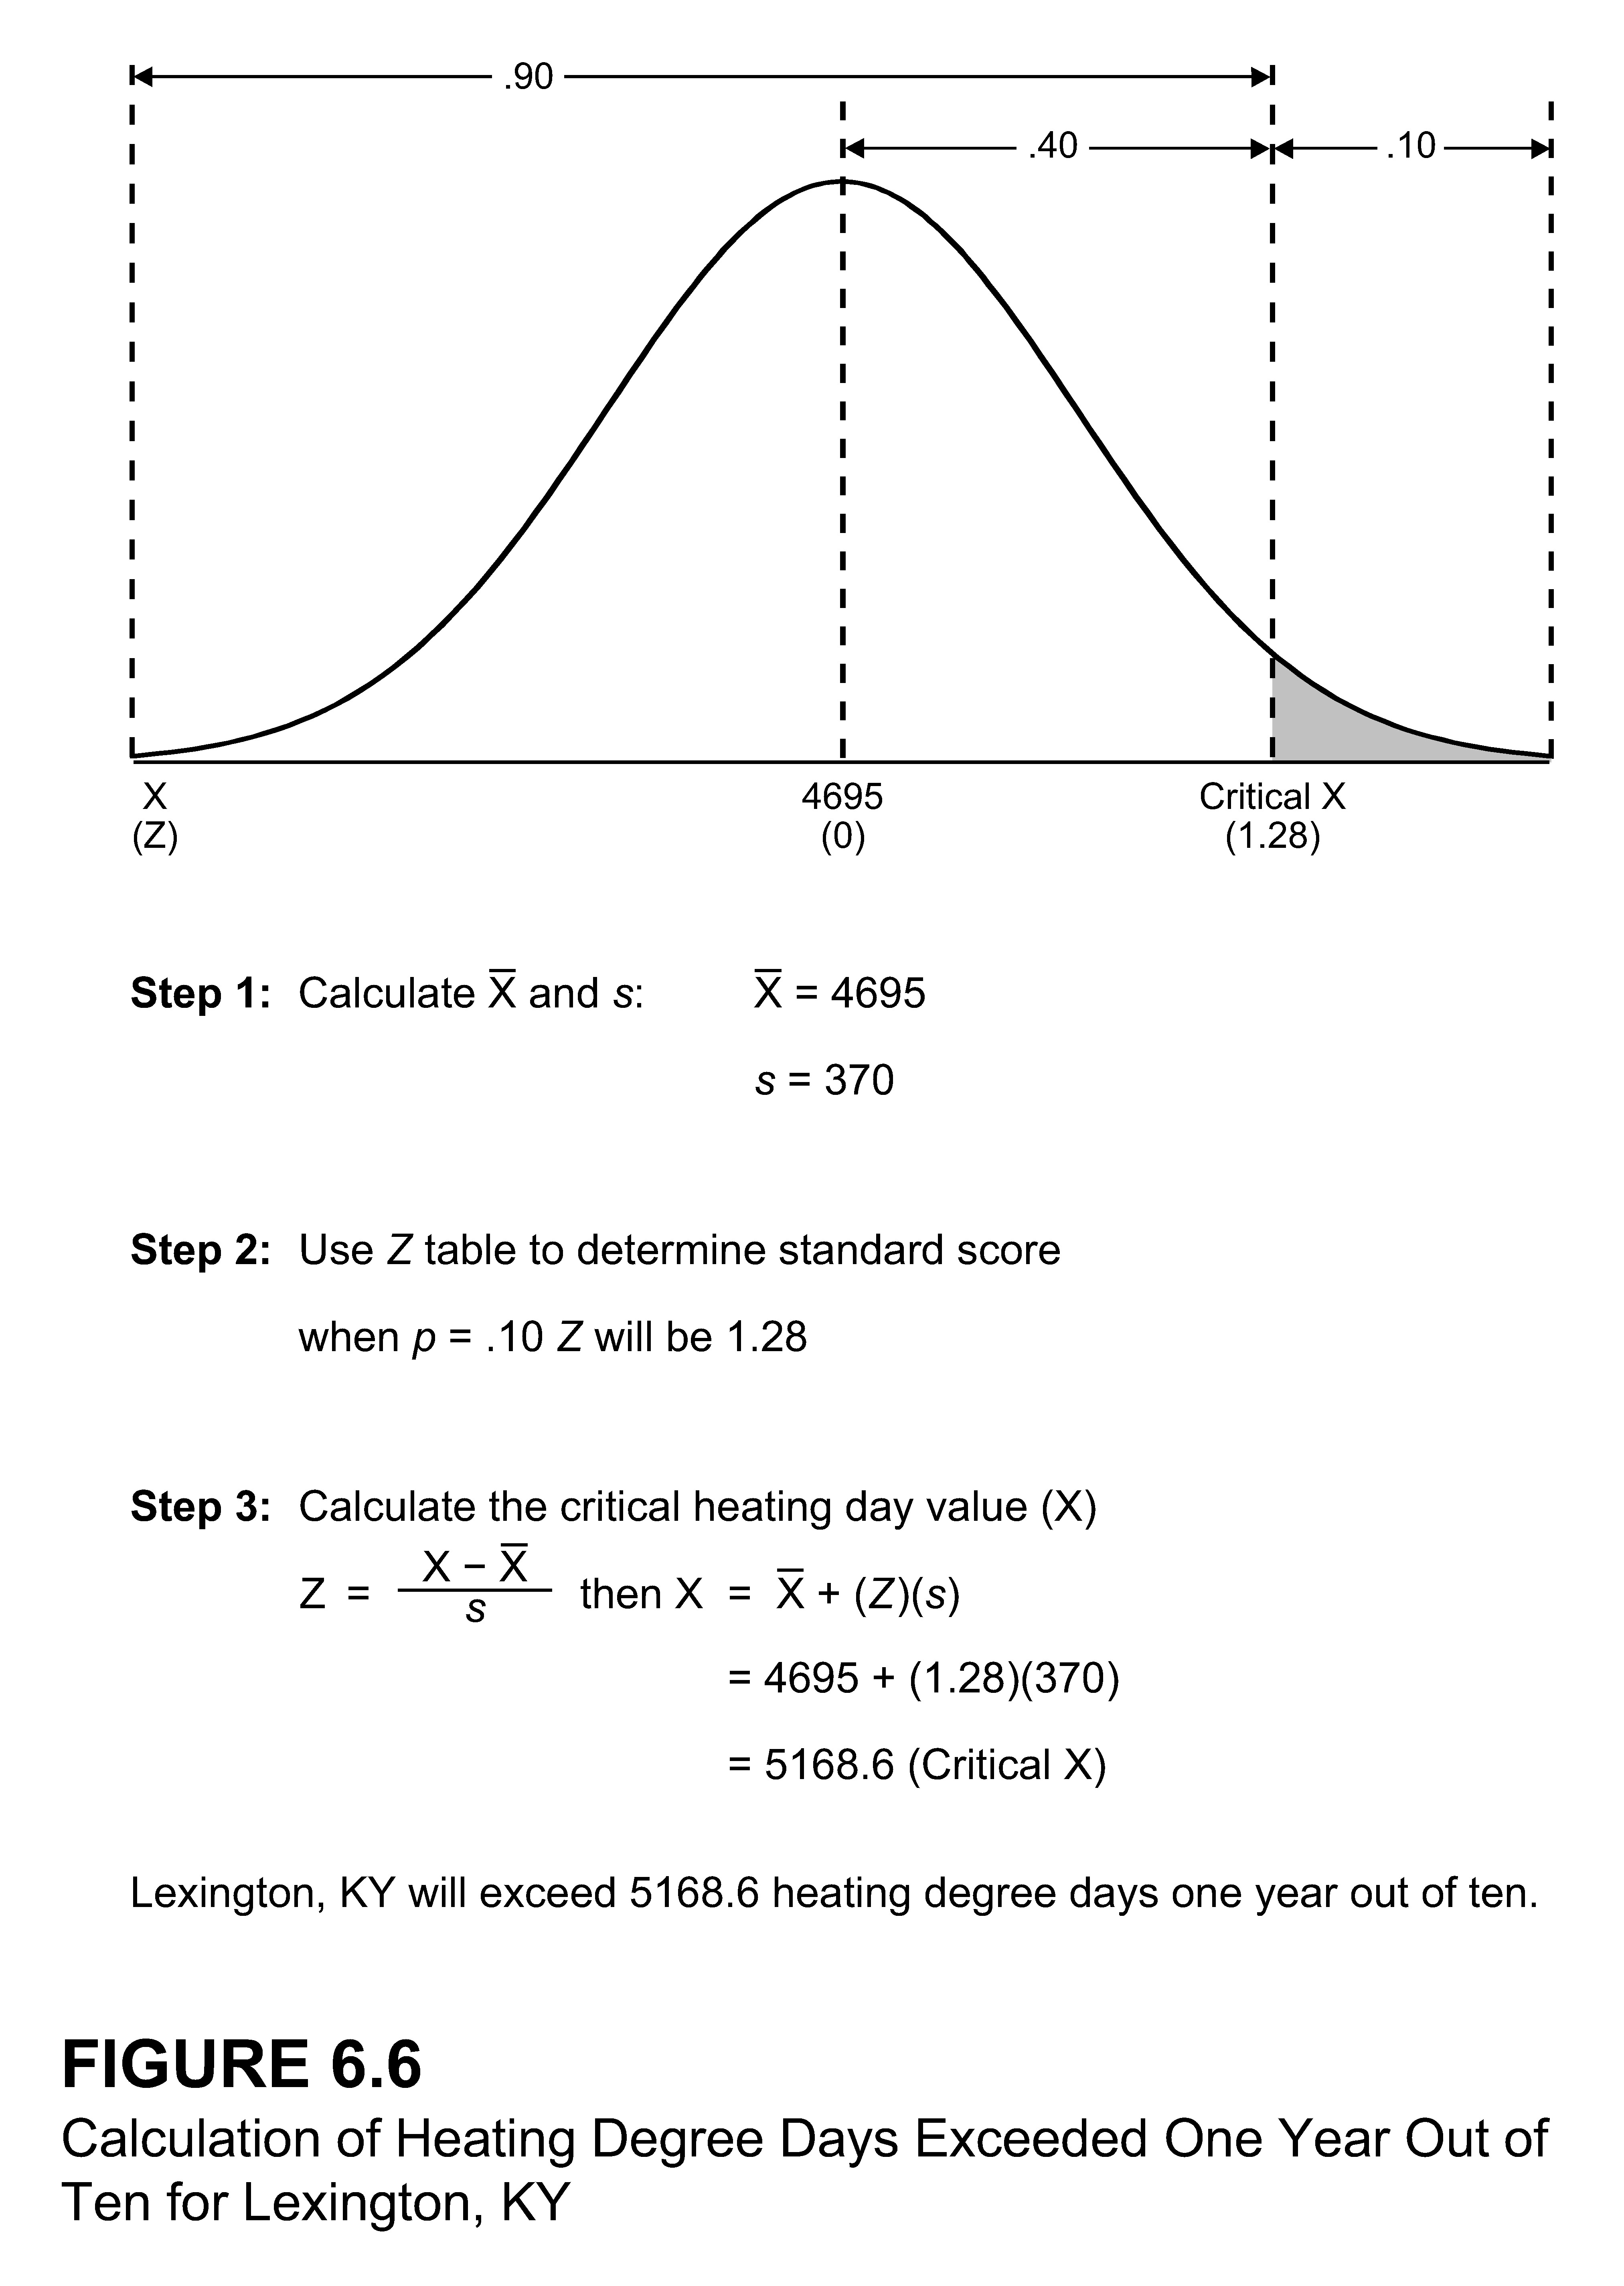 .90
.40 .10
X 4695 Critical X
(Z) (0) (1.28)
Step 1: Calculate X̅ and s: X̅ = 4695
s = 370
Step 2: Use Z table to determine standard score
when p = .10 Z will be 1.28
Step 3: Calculate the critical heating day value (X)
Z = (X − X̅) / s then X = X̅ + (Z)(s)
= 4695 + (1.28)(370)
= 5168.6 (Critical X)
Lexington, KY will exceed 5168.6 heating degree days one year out of ten.
FIGURE 6.6
Calculation of Heating Degree Days Exceeded One Year Out of
Ten for Lexington, KY